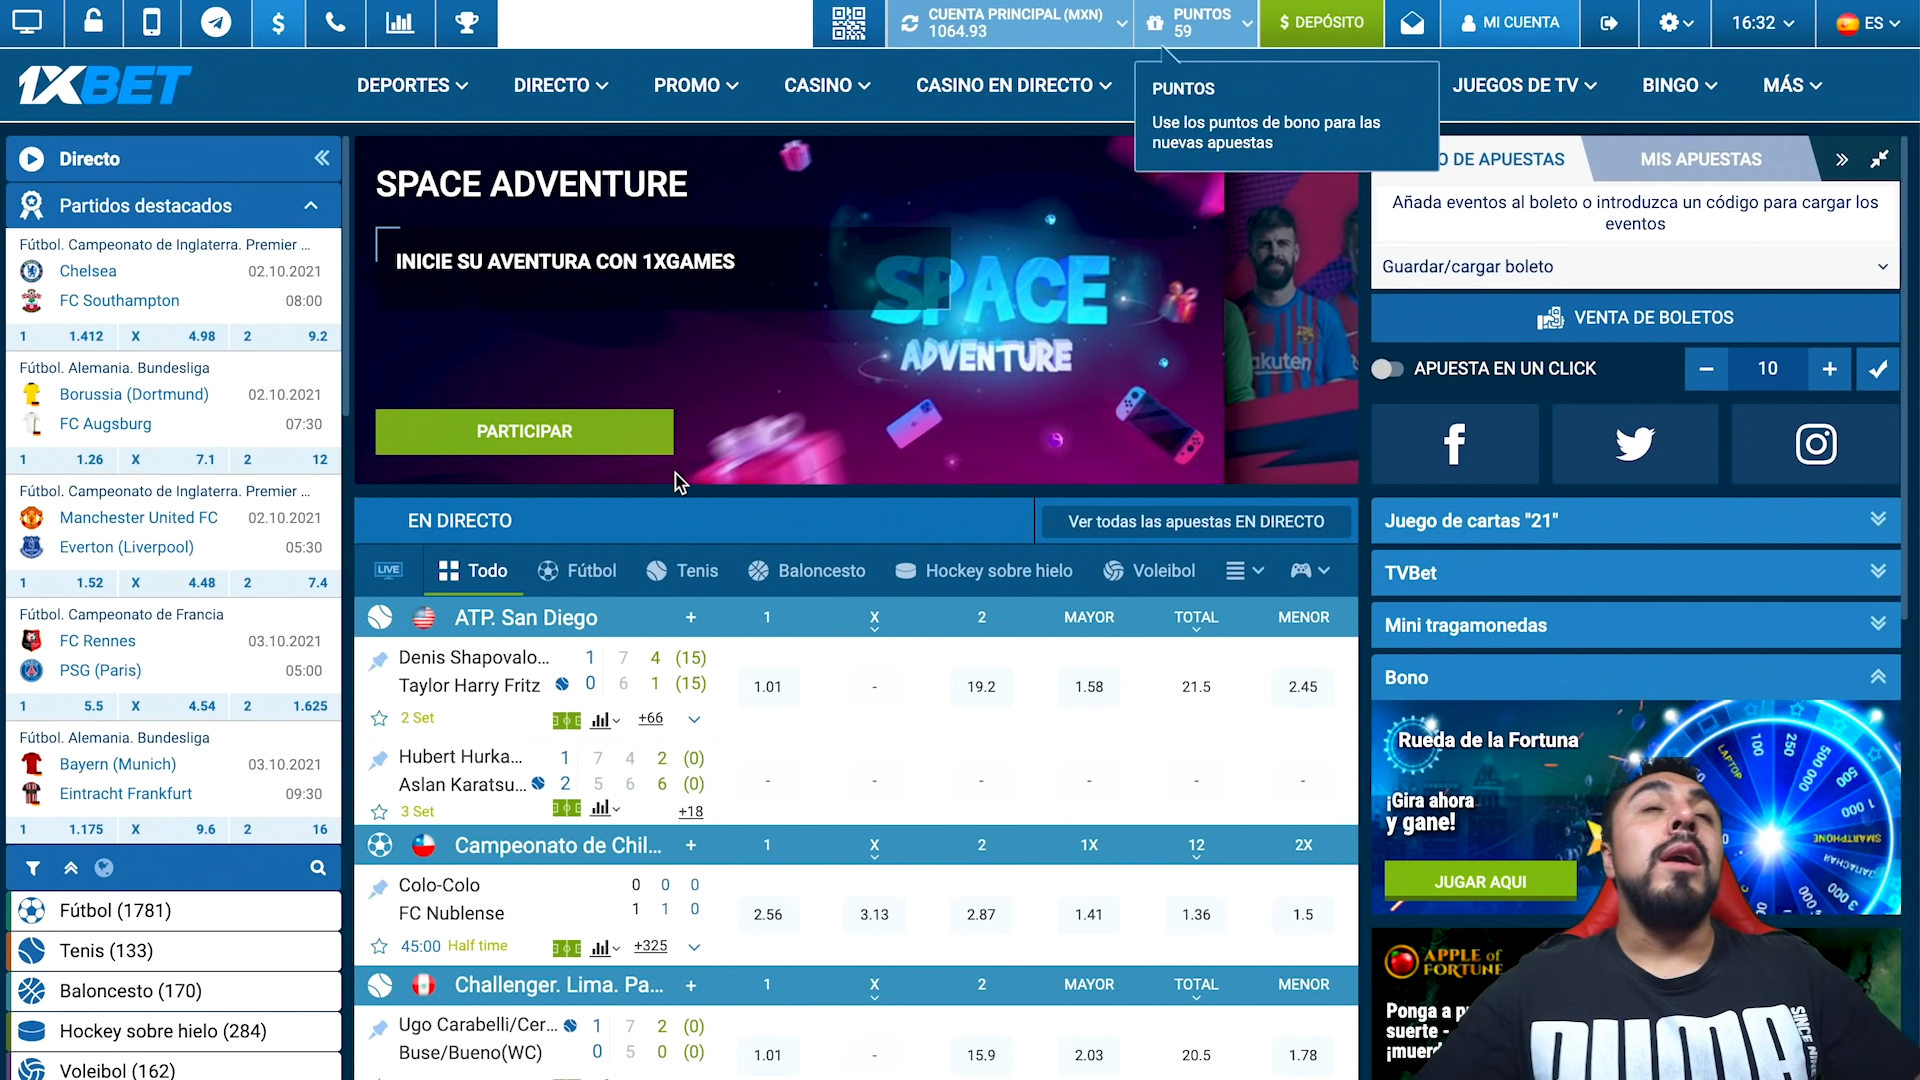 CUENTA PRINCIPAL (MXN)
1064.93
PUNTOS
59
$ DEPÓSITO
MI CUENTA
16:32
ES
1XBET
DEPORTES
DIRECTO
PROMO
CASINO
CASINO EN DIRECTO
JUEGOS DE TV
BINGO
MÁS
PUNTOS
Use los puntos de bono para las
nuevas apuestas
Directo
Partidos destacados
Fútbol. Campeonato de Inglaterra. Premier ...
Chelsea 02.10.2021
FC Southampton 08:00
1 1.412 X 4.98 2 9.2
Fútbol. Alemania. Bundesliga
Borussia (Dortmund) 02.10.2021
FC Augsburg 07:30
1 1.26 X 7.1 2 12
Fútbol. Campeonato de Inglaterra. Premier ...
Manchester United FC 02.10.2021
Everton (Liverpool) 05:30
1 1.52 X 4.48 2 7.4
Fútbol. Campeonato de Francia
FC Rennes 03.10.2021
PSG (Paris) 05:00
1 5.5 X 4.54 2 1.625
Fútbol. Alemania. Bundesliga
Bayern (Munich) 03.10.2021
Eintracht Frankfurt 09:30
1 1.175 X 9.6 2 16
Fútbol (1781)
Tenis (133)
Baloncesto (170)
Hockey sobre hielo (284)
Voleibol (162)
SPACE ADVENTURE
INICIE SU AVENTURA CON 1XGAMES
SPACE
ADVENTURE
PARTICIPAR
EN DIRECTO
Ver todas las apuestas EN DIRECTO
LIVE
Todo
Fútbol
Tenis
Baloncesto
Hockey sobre hielo
Voleibol
ATP. San Diego + 1 X 2 MAYOR TOTAL MENOR
Denis Shapovalo... 1 7 4 (15)
Taylor Harry Fritz 0 6 1 (15)
1.01 - 19.2 1.58 21.5 2.45
2 Set +66
Hubert Hurka... 1 7 4 2 (0)
Aslan Karatsu... 2 5 6 6 (0)
- - - - - -
3 Set +18
Campeonato de Chil... + 1 X 2 1X 12 2X
Colo-Colo 0 0 0
FC Nublense 1 1 0
2.56 3.13 2.87 1.41 1.36 1.5
45:00 Half time +325
Challenger. Lima. Pa... + 1 X 2 MAYOR TOTAL MENOR
Ugo Carabelli/Cer... 1 7 2 (0)
Buse/Bueno(WC) 0 5 0 (0)
1.01 - 15.9 2.03 20.5 1.78
O DE APUESTAS
MIS APUESTAS
Añada eventos al boleto o introduzca un código para cargar los
eventos
Guardar/cargar boleto
VENTA DE BOLETOS
APUESTA EN UN CLICK
− 10 +
Juego de cartas "21"
TVBet
Mini tragamonedas
Bono
Rueda de la Fortuna
¡Gira ahora
y gane!
JUGAR AQUI
LAPTOP
100
250
500 000
500
1 000
SMARTPHONE
APPLE of
FORTUNE
Ponga a p
suerte -
¡muer
PUMA
SINCE